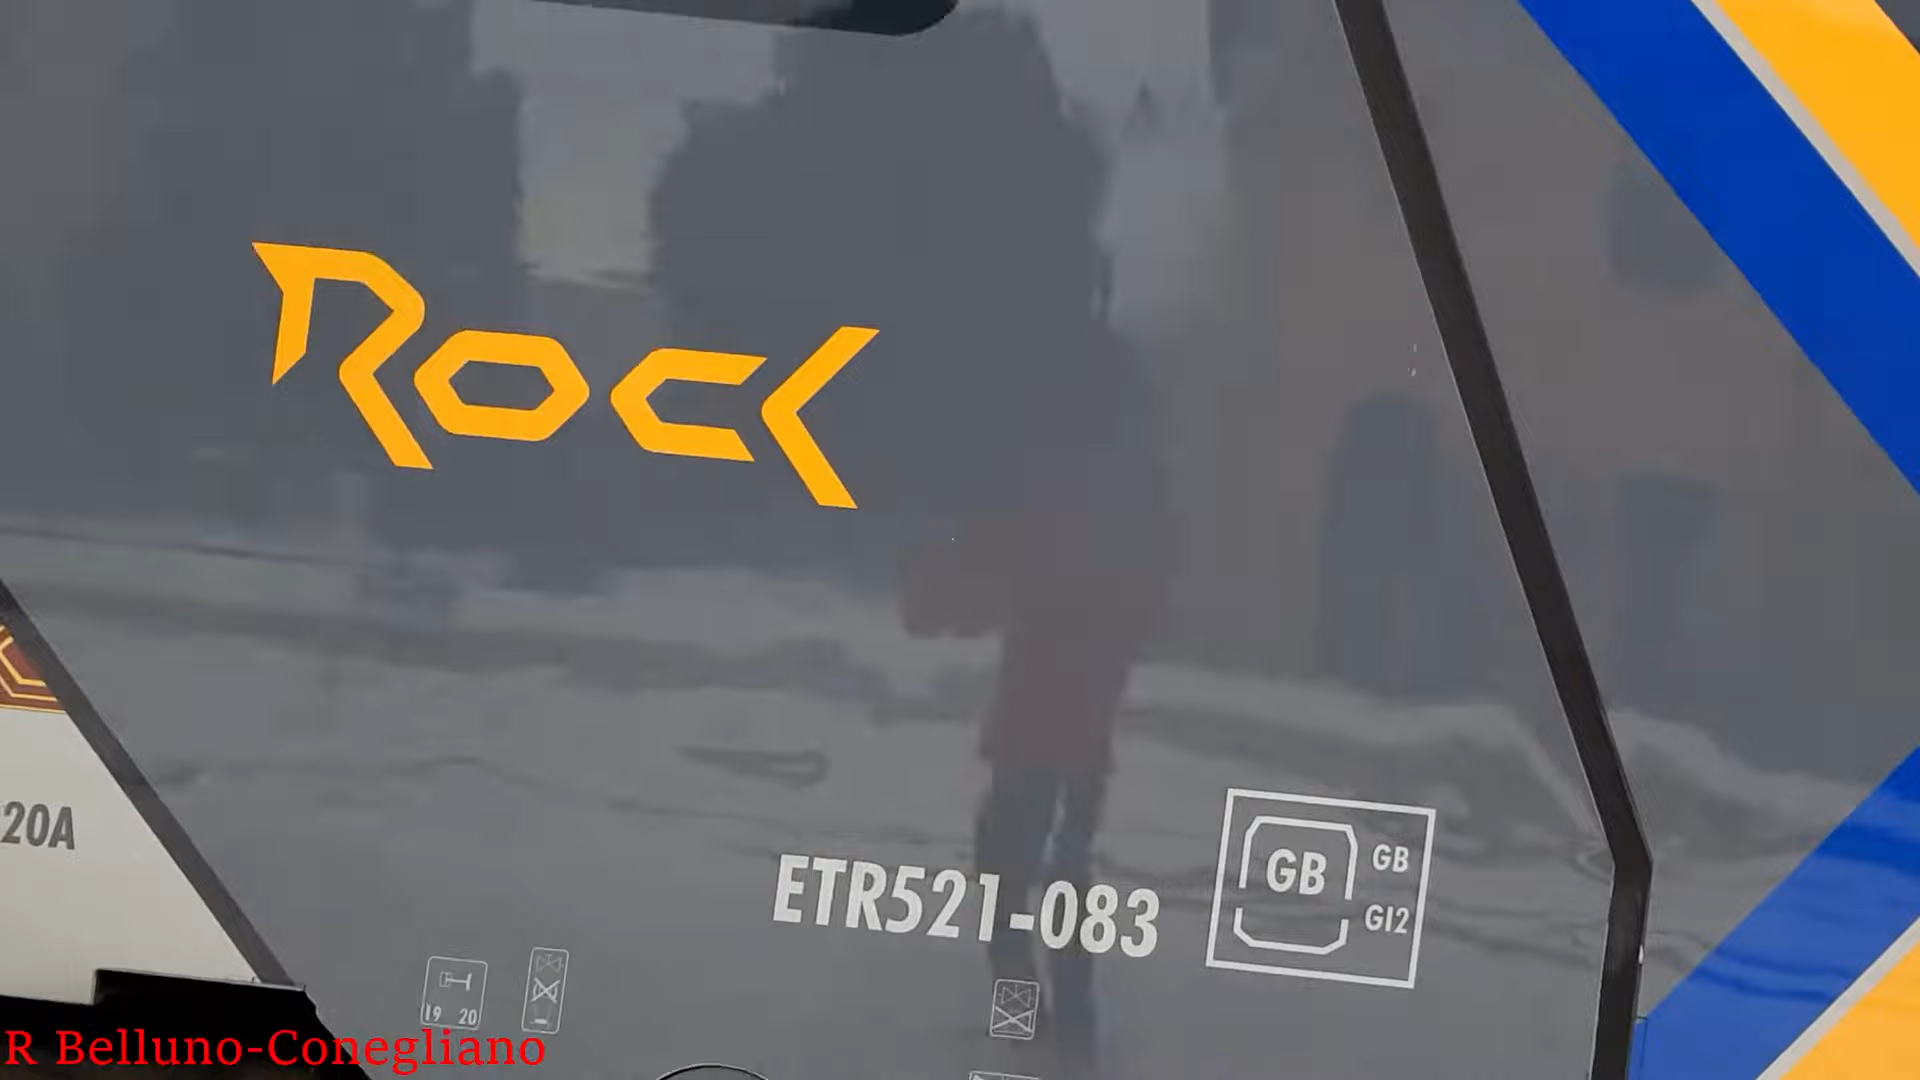 Rock
20A
ETR521-083
GB
GB
GI2
19 20
R Belluno-Conegliano